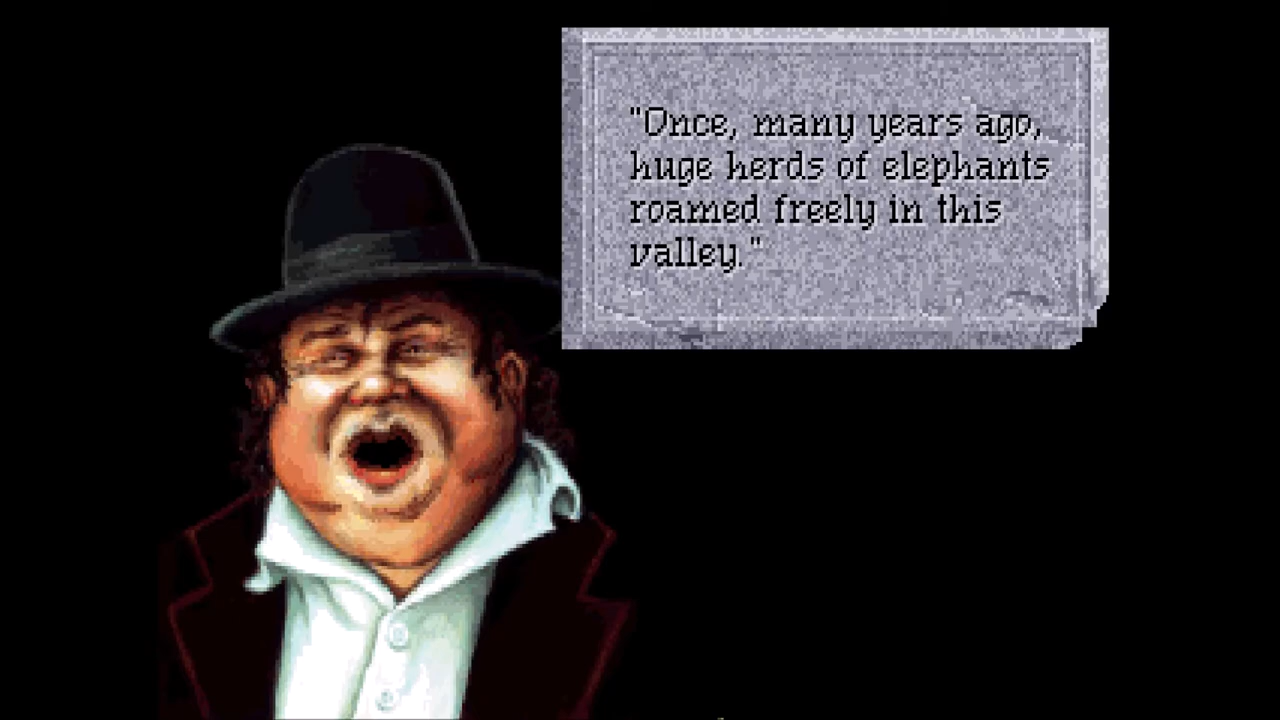 "Once, many years ago,
huge herds of elephants
roamed freely in this
valley."